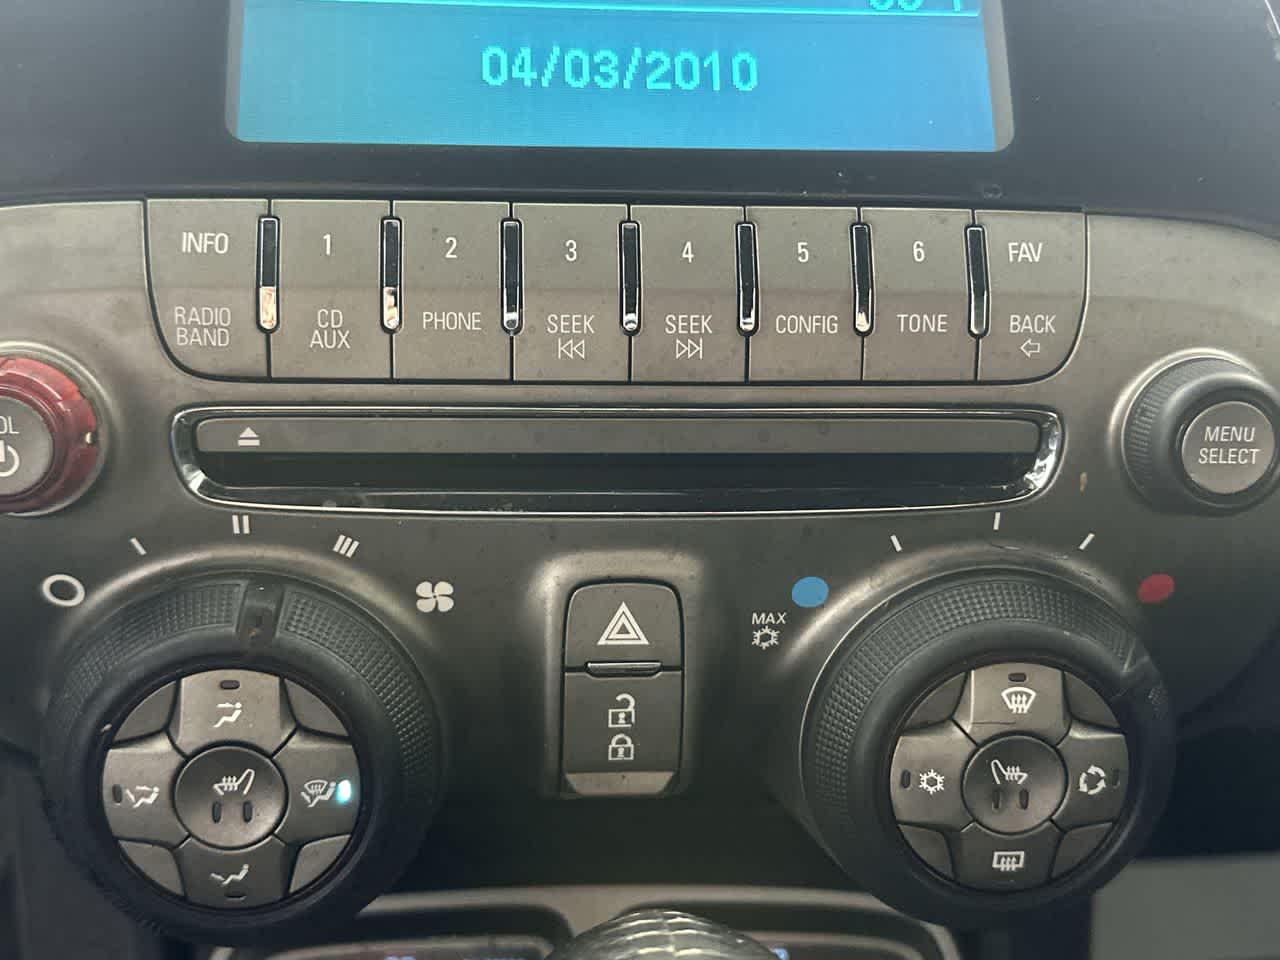 04/03/2010
INFO 1 2 3 4 5 6 FAV
RADIO BAND
CD AUX
PHONE
SEEK
SEEK
CONFIG
TONE
BACK
MENU
SELECT
MAX